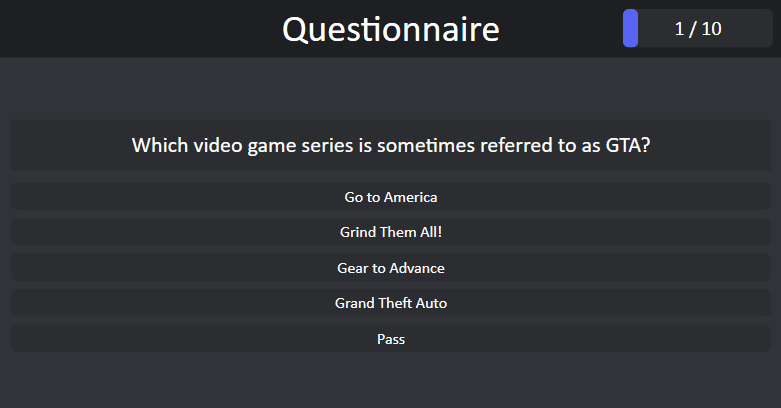 Questionnaire
1 / 10
Which video game series is sometimes referred to as GTA?
Go to America
Grind Them All!
Gear to Advance
Grand Theft Auto
Pass